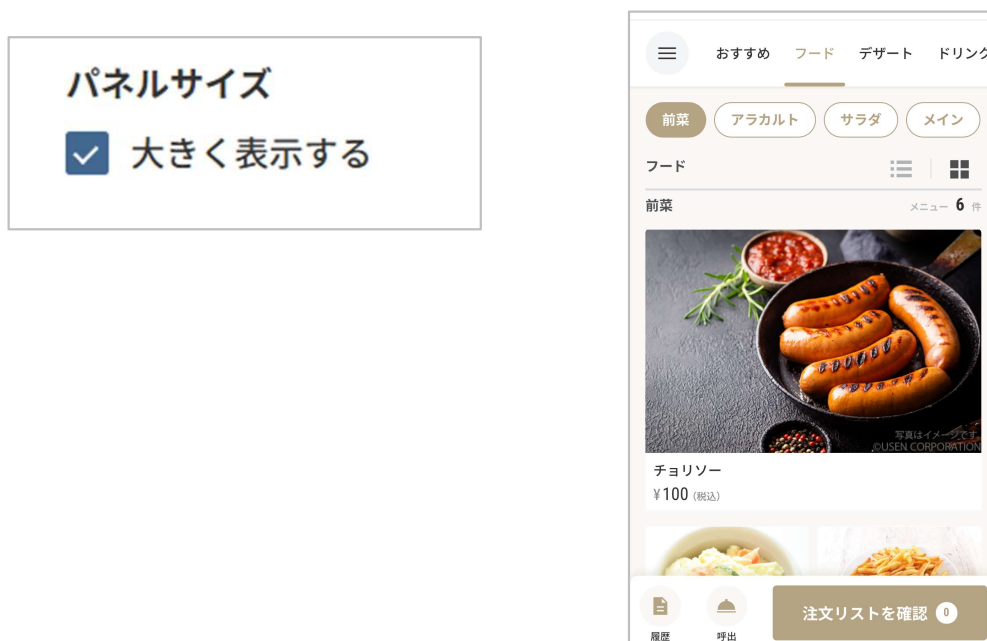 パネルサイズ
大きく表示する
おすすめ フード デザート ドリンク
前菜 アラカルト サラダ メイン
フード
前菜 メニュー 6 件
写真はイメージです
©USEN CORPORATION
チョリソー
¥100 (税込)
注文リストを確認 0
履歴 呼出